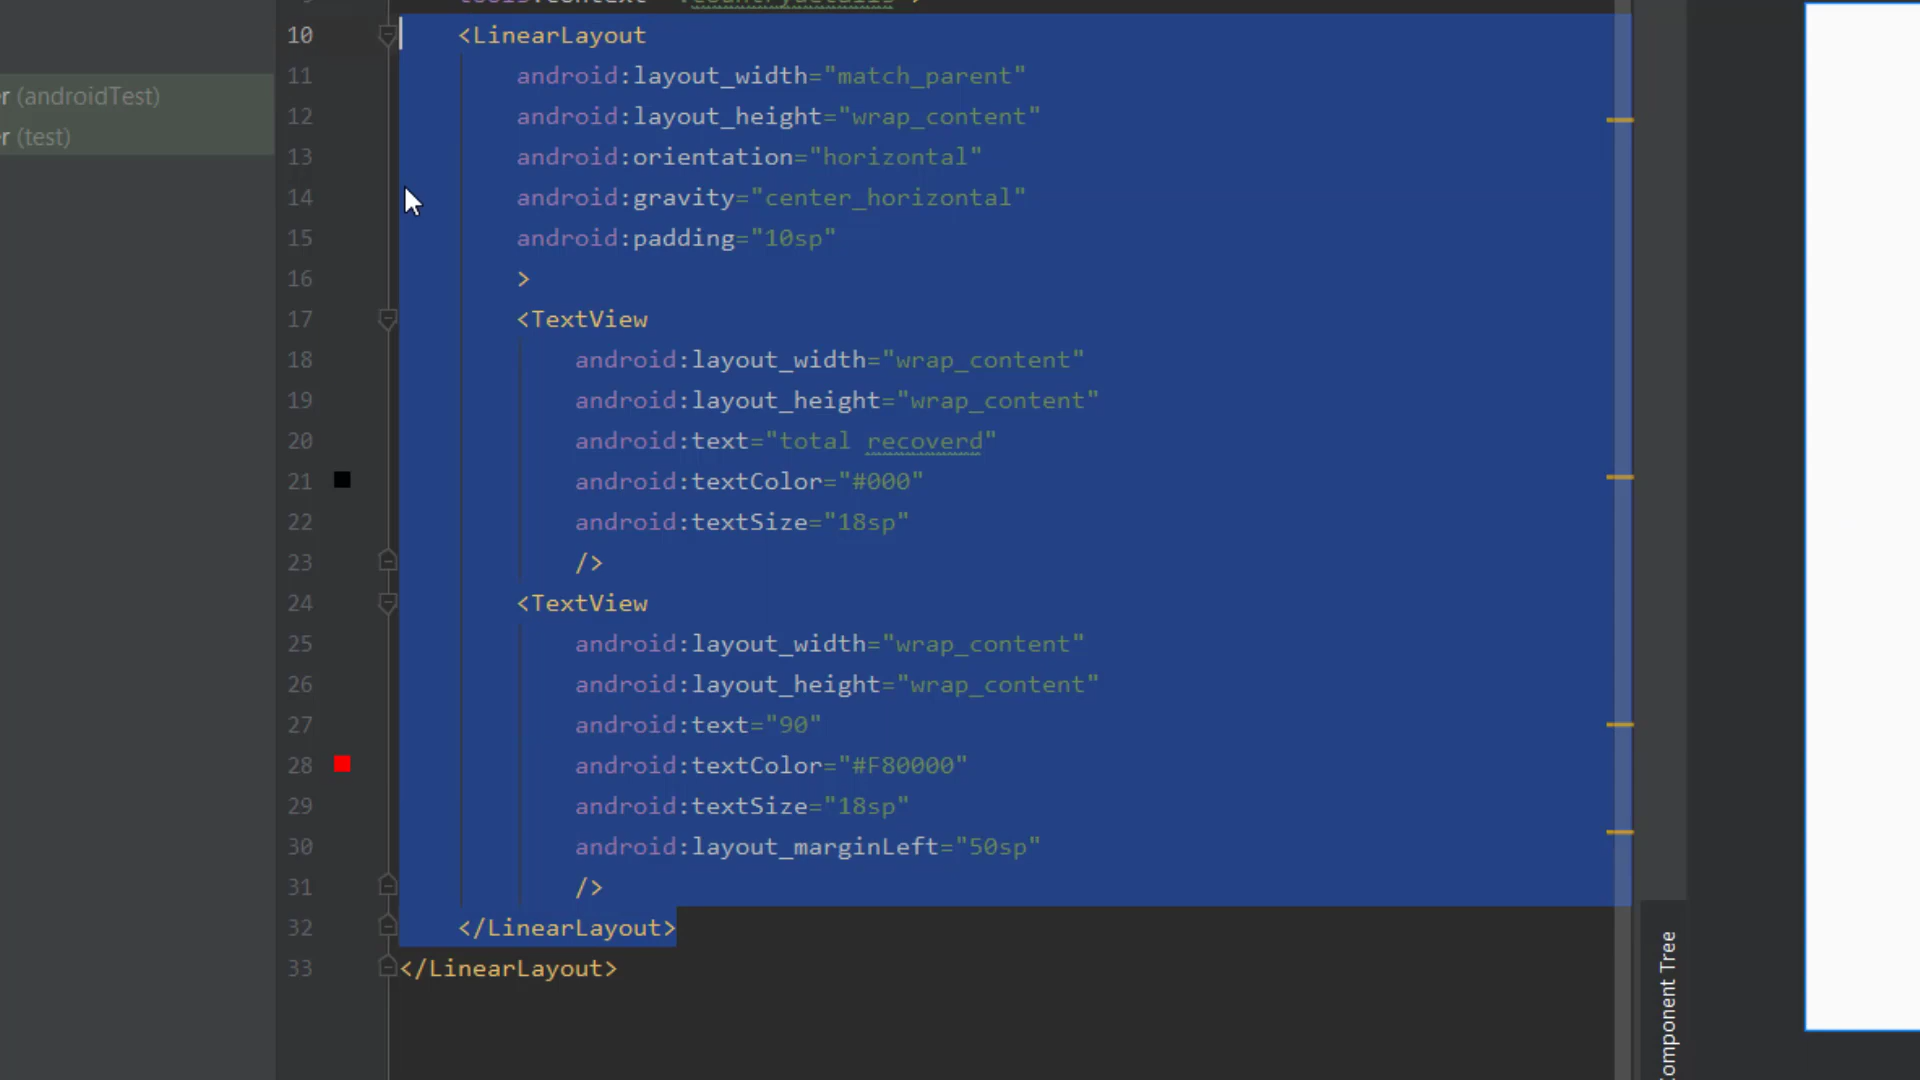 10 <LinearLayout
11 android:layout_width="match_parent"
12 android:layout_height="wrap_content"
13 android:orientation="horizontal"
14 android:gravity="center_horizontal"
15 android:padding="10sp"
16 >
17 <TextView
18 android:layout_width="wrap_content"
19 android:layout_height="wrap_content"
20 android:text="total recoverd"
21 android:textColor="#000"
22 android:textSize="18sp"
23 />
24 <TextView
25 android:layout_width="wrap_content"
26 android:layout_height="wrap_content"
27 android:text="90"
28 android:textColor="#F80000"
29 android:textSize="18sp"
30 android:layout_marginLeft="50sp"
31 />
32 </LinearLayout>
33 </LinearLayout>
r (androidTest)
r (test)
omponent Tree